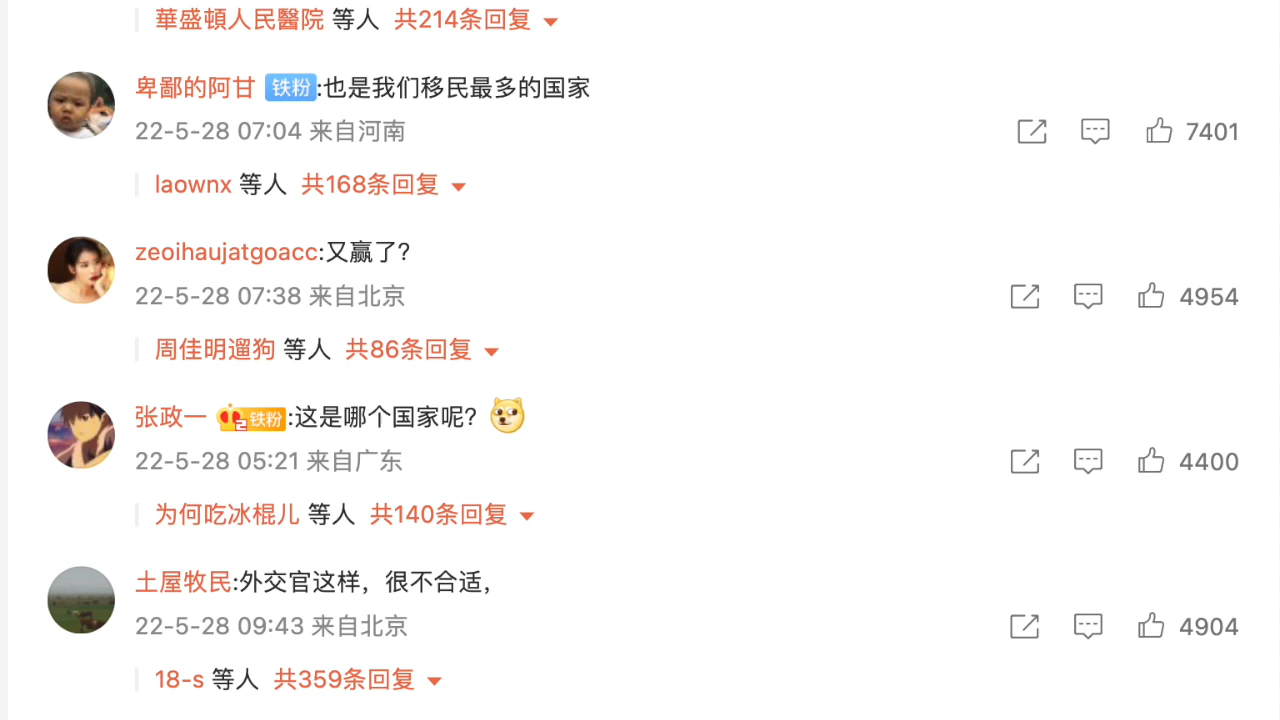 華盛頓人民醫院 等人 共214条回复
卑鄙的阿甘 铁粉:也是我们移民最多的国家
22-5-28 07:04 来自河南
7401
laownx 等人 共168条回复
zeoihaujatgoacc:又赢了？
22-5-28 07:38 来自北京
4954
周佳明遛狗 等人 共86条回复
张政一 2 铁粉:这是哪个国家呢？
22-5-28 05:21 来自广东
4400
为何吃冰棍儿 等人 共140条回复
土屋牧民:外交官这样，很不合适，
22-5-28 09:43 来自北京
4904
18-s 等人 共359条回复